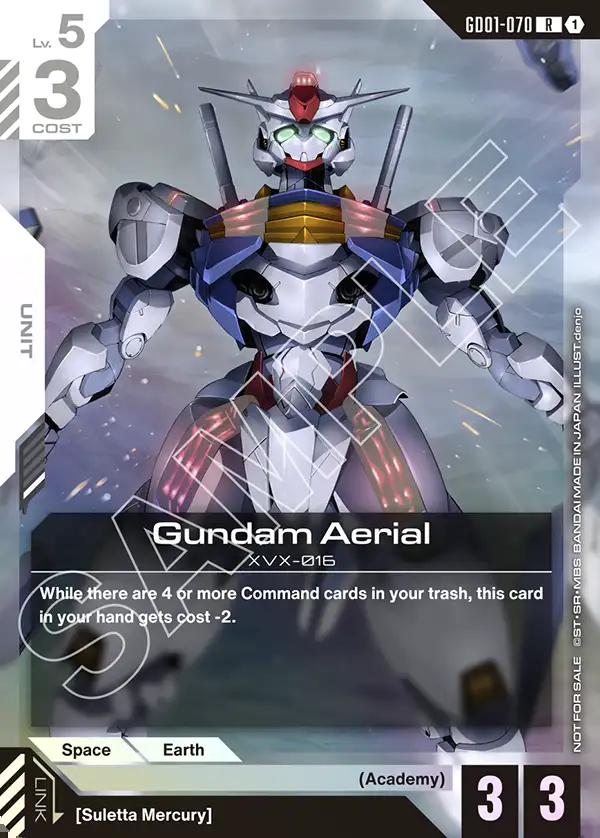 GD01-070 R 1
Lv. 5
3
COST
UNIT
Gundam Aerial
XVX-016
While there are 4 or more Command cards in your trash, this card
in your hand gets cost -2.
Space Earth
(Academy)
LINK
[Suletta Mercury]
3 3
NOT FOR SALE ©ST・SR・MBS BANDAI MADE IN JAPAN ILLUST.denjo
SAMPLE